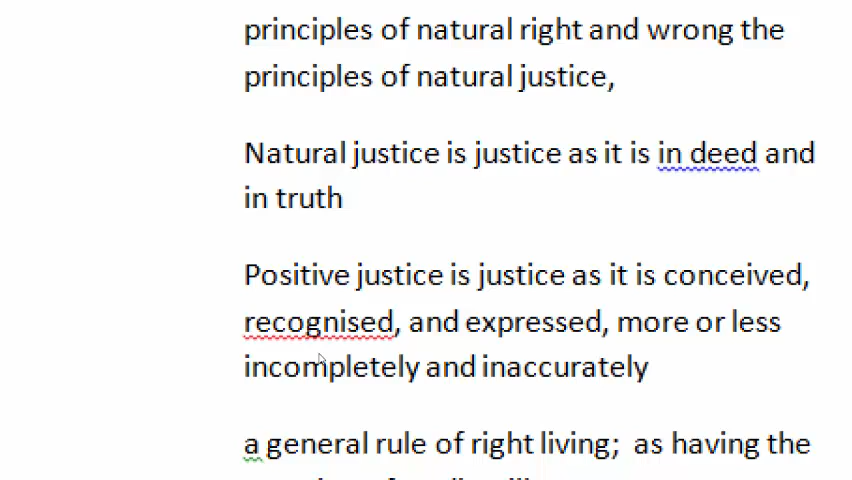 principles of natural right and wrong the
principles of natural justice,
Natural justice is justice as it is in deed and
in truth
Positive justice is justice as it is conceived,
recognised, and expressed, more or less
incompletely and inaccurately
a general rule of right living;  as having the